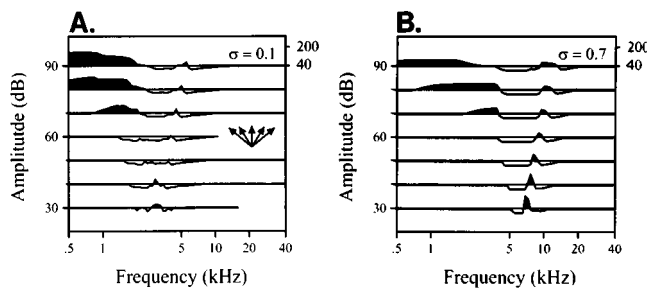 A.
B.
200
σ = 0.1
40
200
σ = 0.7
40
90
60
30
Amplitutde (dB)
90
60
30
Amplitude (dB)
.5 1 5 10 20 40
.5 1 5 10 20 40
Frequency (kHz)
Frequency (kHz)